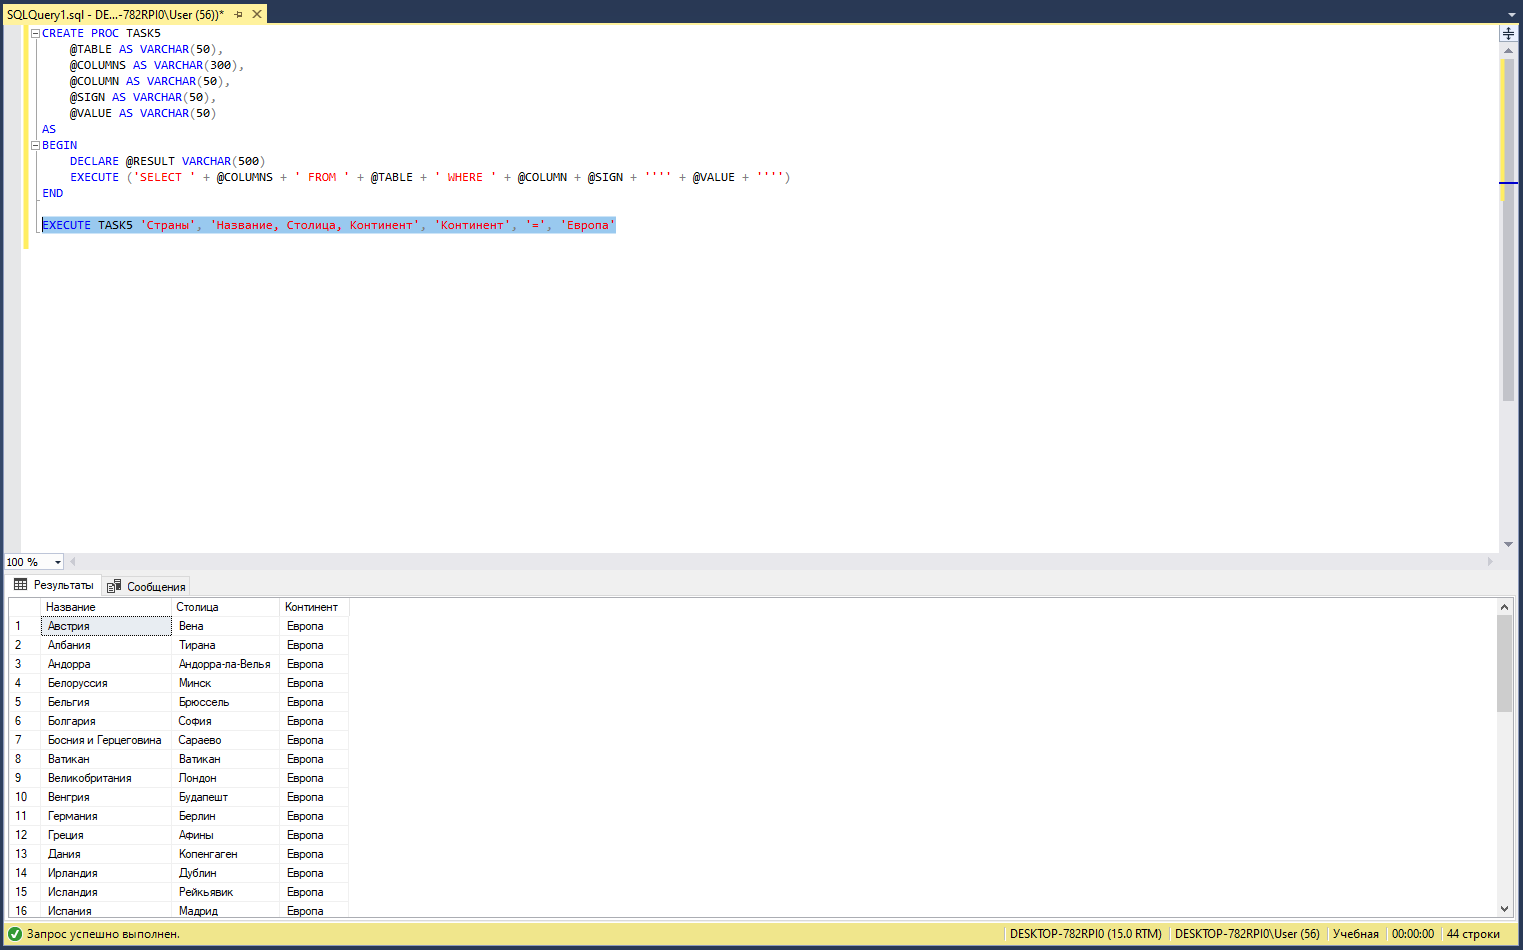 SQLQuery1.sql - DE...-782RPI0\User (56))*
CREATE PROC TASK5
@TABLE AS VARCHAR(50),
@COLUMNS AS VARCHAR(300),
@COLUMN AS VARCHAR(50),
@SIGN AS VARCHAR(50),
@VALUE AS VARCHAR(50)
AS
BEGIN
DECLARE @RESULT VARCHAR(500)
EXECUTE ('SELECT ' + @COLUMNS + ' FROM ' + @TABLE + ' WHERE ' + @COLUMN + @SIGN + '''' + @VALUE + '''')
END
EXECUTE TASK5 'Страны', 'Название, Столица, Континент', 'Континент', '=', 'Европа'
100 %
Результаты Сообщения
Название Столица Континент
1 Австрия Вена Европа
2 Албания Тирана Европа
3 Андорра Андорра-ла-Велья Европа
4 Белоруссия Минск Европа
5 Бельгия Брюссель Европа
6 Болгария София Европа
7 Босния и Герцеговина Сараево Европа
8 Ватикан Ватикан Европа
9 Великобритания Лондон Европа
10 Венгрия Будапешт Европа
11 Германия Берлин Европа
12 Греция Афины Европа
13 Дания Копенгаген Европа
14 Ирландия Дублин Европа
15 Исландия Рейкьявик Европа
16 Испания Мадрид Европа
Запрос успешно выполнен. DESKTOP-782RPI0 (15.0 RTM) DESKTOP-782RPI0\User (56) Учебная 00:00:00 44 строки